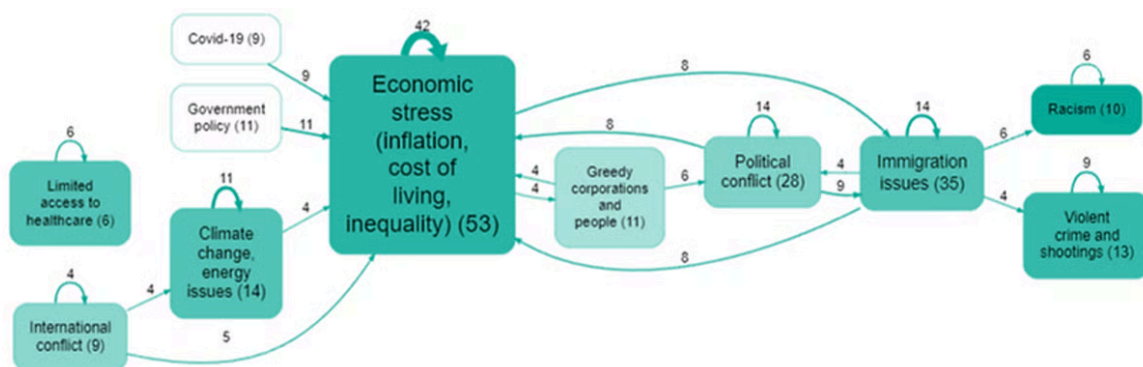 42
Covid-19 (9)
9
Government
policy (11)
11
Economic
stress
(inflation,
cost of
living,
inequality) (53)
8
6
Limited
access to
healthcare (6)
11
Climate
change,
energy
issues (14)
4
4
International
conflict (9)
4
5
8
4
4
Greedy
corporations
and
people (11)
6
14
Political
conflict (28)
4
9
14
Immigration
issues (35)
8
6
6
Racism (10)
4
9
Violent
crime and
shootings (13)